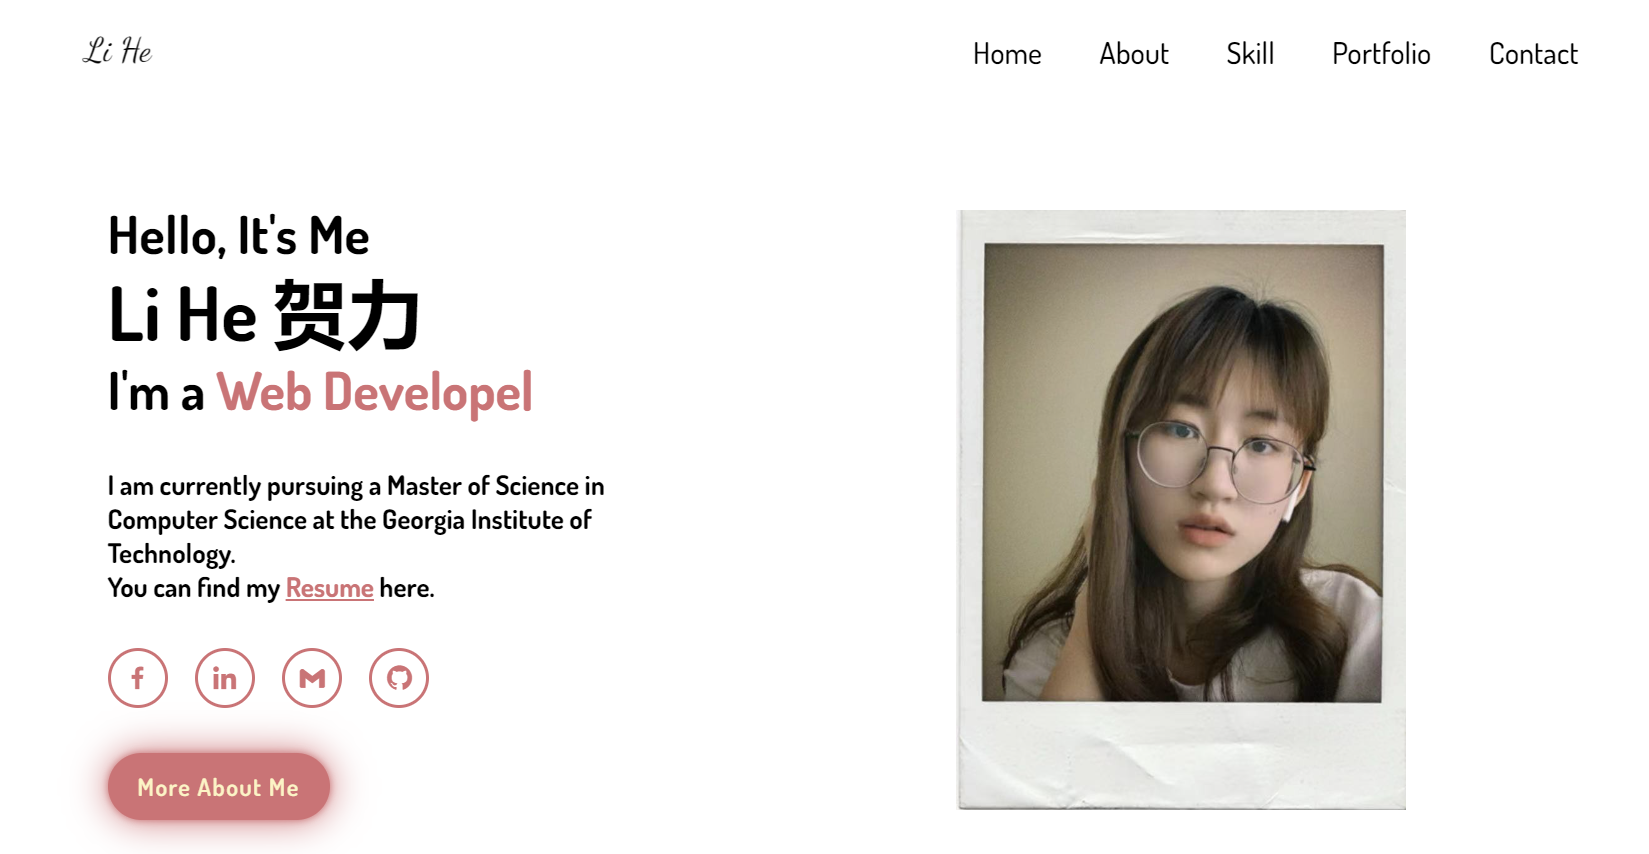 Li He
Home About Skill Portfolio Contact
Hello, It's Me
Li He 贺力
I'm a Web Developel
I am currently pursuing a Master of Science in
Computer Science at the Georgia Institute of
Technology.
You can find my Resume here.
More About Me